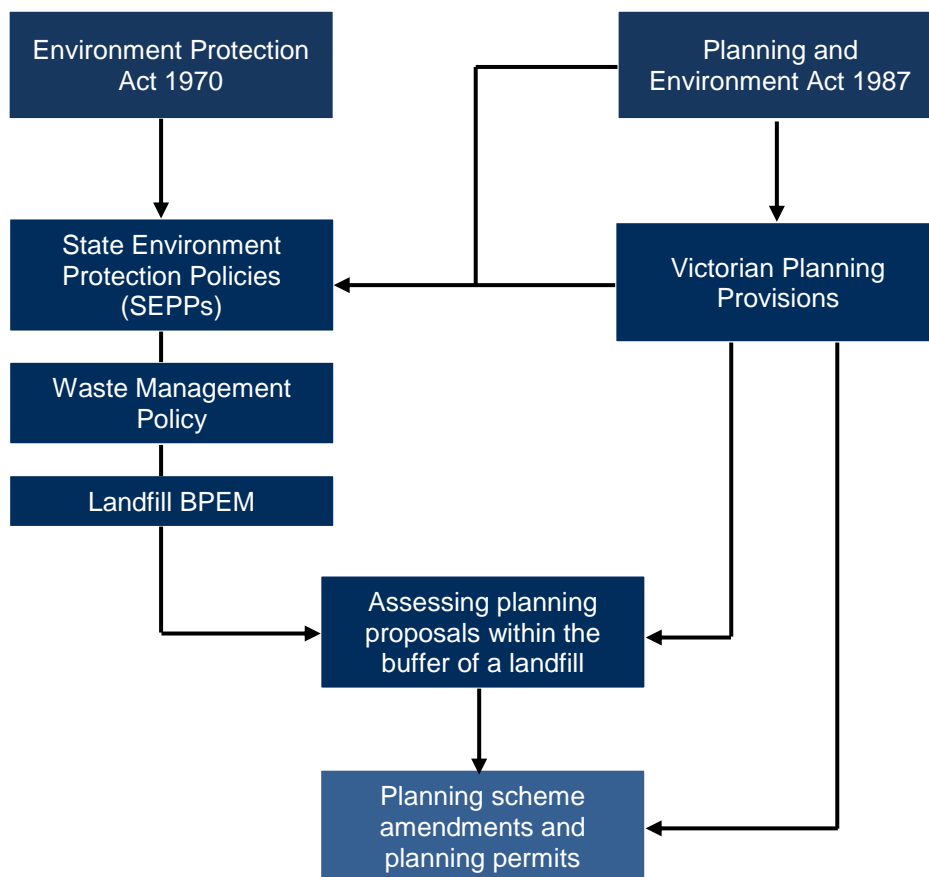 Environment Protection
Act 1970
Planning and
Environment Act 1987
State Environment
Protection Policies
(SEPPs)
Victorian Planning
Provisions
Waste Management
Policy
Landfill BPEM
Assessing planning
proposals within the
buffer of a landfill
Planning scheme
amendments and
planning permits